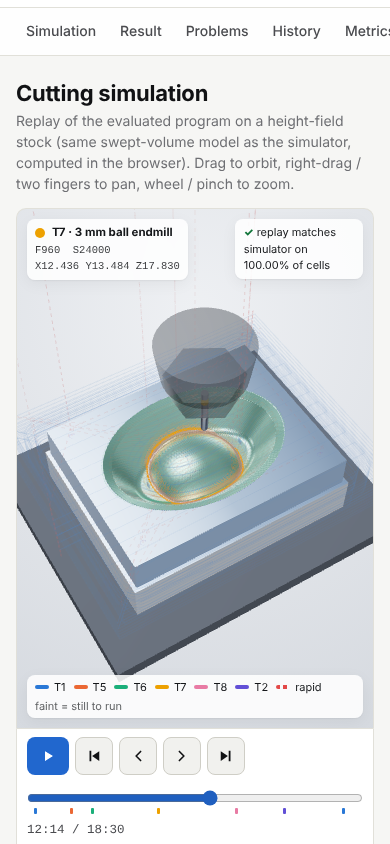 Simulation Result Problems History Metrics
Cutting simulation
Replay of the evaluated program on a height-field
stock (same swept-volume model as the simulator,
computed in the browser). Drag to orbit, right-drag /
two fingers to pan, wheel / pinch to zoom.
T7 · 3 mm ball endmill
F960 S24000
X12.436 Y13.484 Z17.830
✓ replay matches
simulator on
100.00% of cells
T1 T5 T6 T7 T8 T2 rapid
faint = still to run
12:14 / 18:30